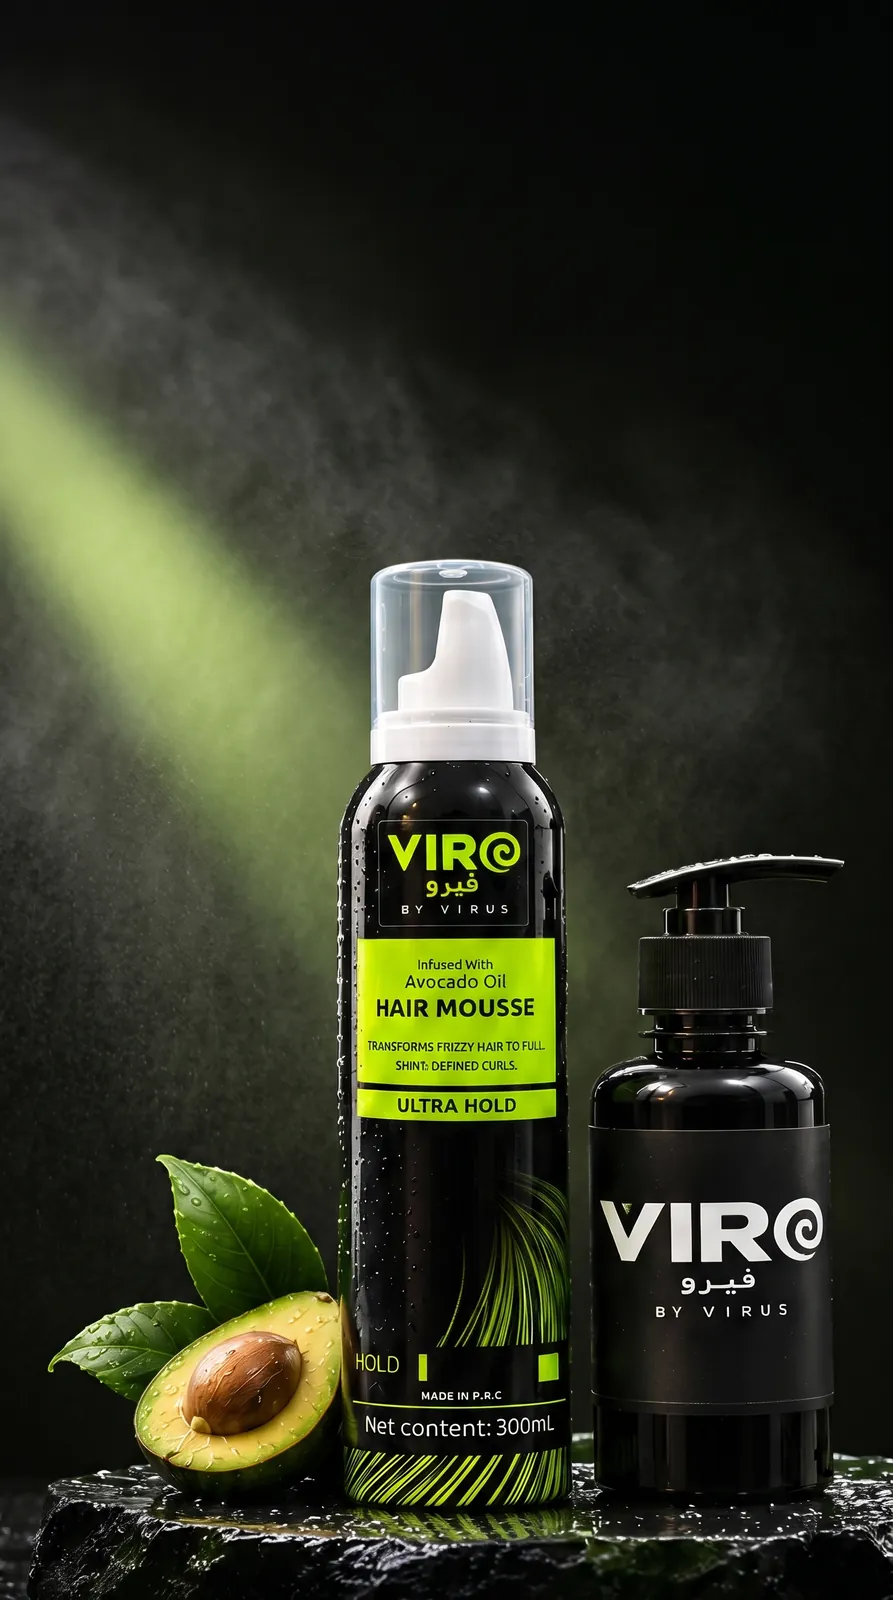 VIRO
فيرو
BY VIRUS
Infused With
Avocado Oil
HAIR MOUSSE
TRANSFORMS FRIZZY HAIR TO FULL.
SHINT: DEFINED CURLS.
ULTRA HOLD
HOLD
MADE IN P.R.C
Net content: 300mL
VIRO
فيرو
BY VIRUS